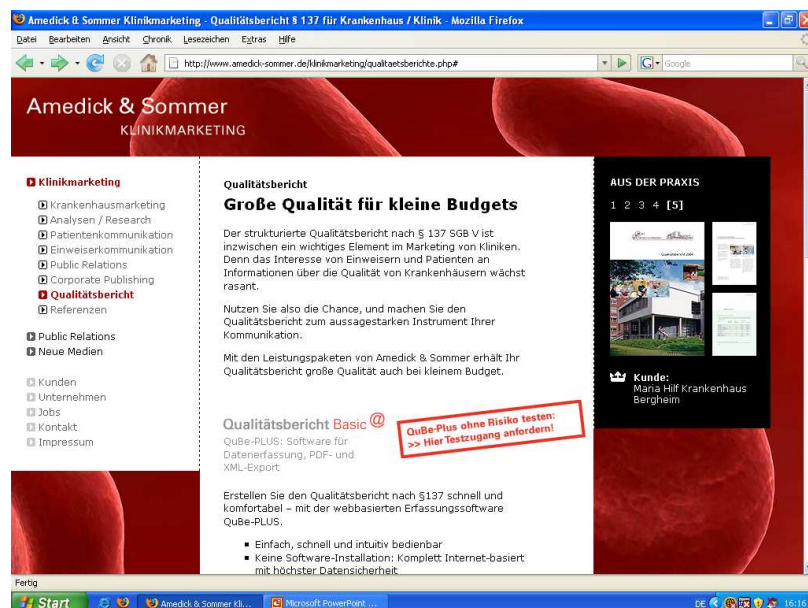 Amedick & Sommer Klinikmarketing - Qualitätsbericht § 137 für Krankenhaus / Klinik - Mozilla Firefox
Datei Bearbeiten Ansicht Chronik Lesezeichen Extras Hilfe
http://www.amedick-sommer.de/klinikmarketing/qualitaetsberichte.php#
G Google
Amedick & Sommer
KLINIKMARKETING
Klinikmarketing
Krankenhausmarketing
Analysen / Research
Patientenkommunikation
Einweiserkommunikation
Public Relations
Corporate Publishing
Qualitätsbericht
Referenzen
Public Relations
Neue Medien
Kunden
Unternehmen
Jobs
Kontakt
Impressum
Qualitätsbericht
Große Qualität für kleine Budgets
Der strukturierte Qualitätsbericht nach § 137 SGB V ist
inzwischen ein wichtiges Element im Marketing von Kliniken.
Denn das Interesse von Einweisern und Patienten an
Informationen über die Qualität von Krankenhäusern wächst
rasant.
Nutzen Sie also die Chance, und machen Sie den
Qualitätsbericht zum aussagestarken Instrument Ihrer
Kommunikation.
Mit den Leistungspaketen von Amedick & Sommer erhält Ihr
Qualitätsbericht große Qualität auch bei kleinem Budget.
Qualitätsbericht Basic @
QuBe-PLUS: Software für
Datenerfassung, PDF- und
XML-Export
QuBe-Plus ohne Risiko testen:
>> Hier Testzugang anfordern!
Erstellen Sie den Qualitätsbericht nach §137 schnell und
komfortabel – mit der webbasierten Erfassungssoftware
QuBe-PLUS.
Einfach, schnell und intuitiv bedienbar
Keine Software-Installation: Komplett Internet-basiert
mit höchster Datensicherheit
AUS DER PRAXIS
1 2 3 4 [5]
Kunde:
Maria Hilf Krankenhaus
Bergheim
Fertig
Start
Amedick & Sommer Kli...
Microsoft PowerPoint ...
DE
16:16